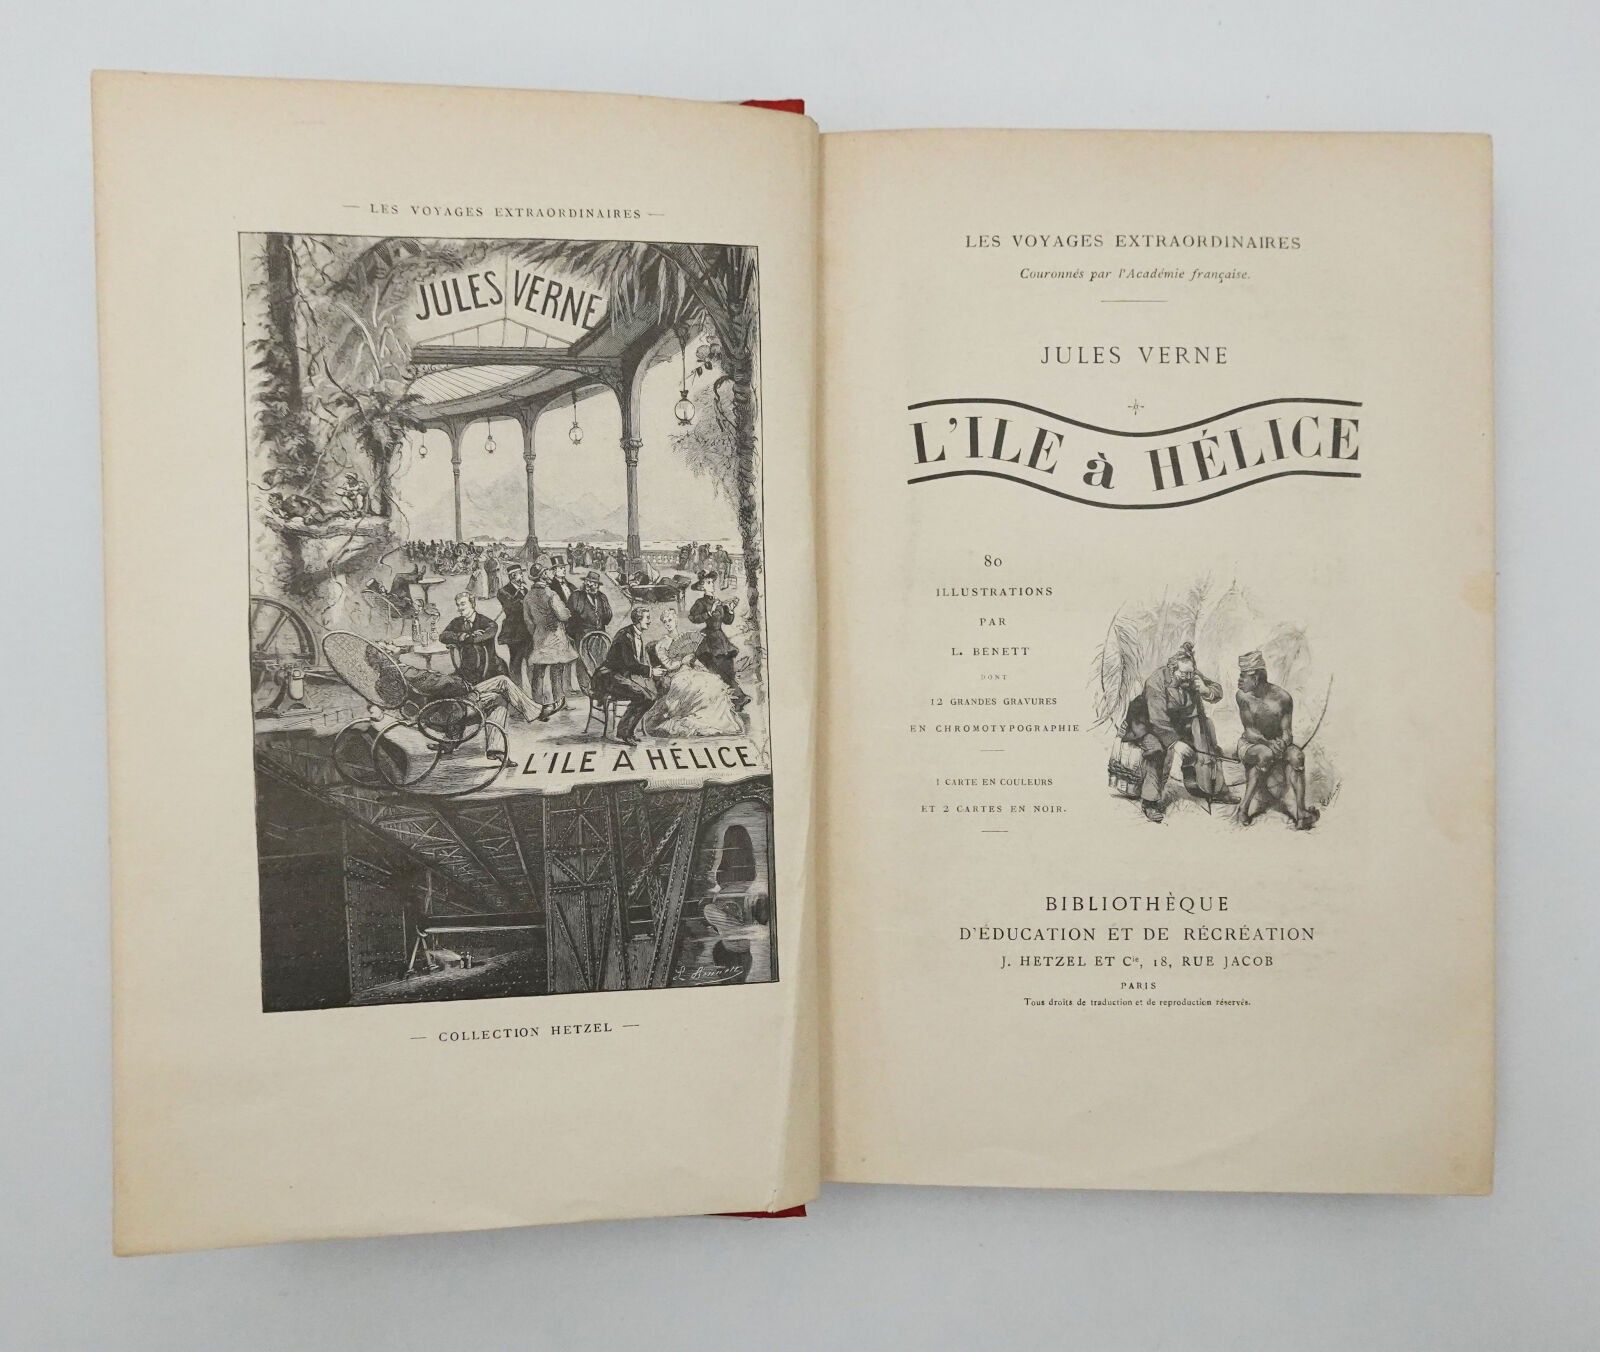 — LES VOYAGES EXTRAORDINAIRES —
JULES VERNE
L'ILE A HÉLICE
L. Benett
— COLLECTION HETZEL —
LES VOYAGES EXTRAORDINAIRES
Couronnés par l'Académie française.
JULES VERNE
L'ILE à HÉLICE
80
ILLUSTRATIONS
PAR
L. BENETT
DONT
12 GRANDES GRAVURES
EN CHROMOTYPOGRAPHIE
1 CARTE EN COULEURS
ET 2 CARTES EN NOIR.
BIBLIOTHÈQUE
D'ÉDUCATION ET DE RÉCRÉATION
J. HETZEL ET Cie, 18, RUE JACOB
PARIS
Tous droits de traduction et de reproduction réservés.